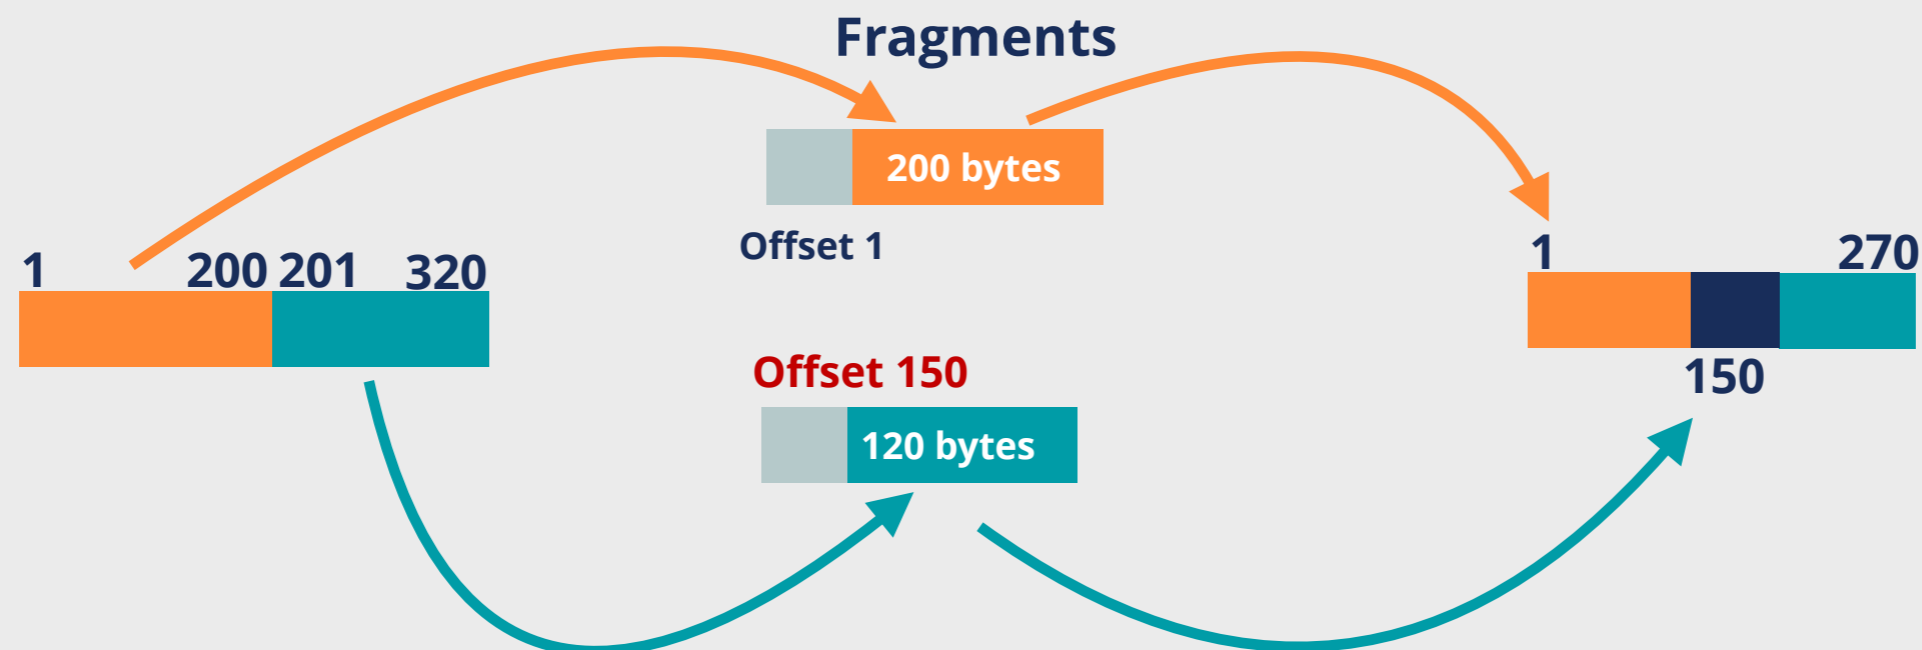 Fragments
200 bytes
Offset 1
1 200 201 320
1 270
Offset 150
150
120 bytes